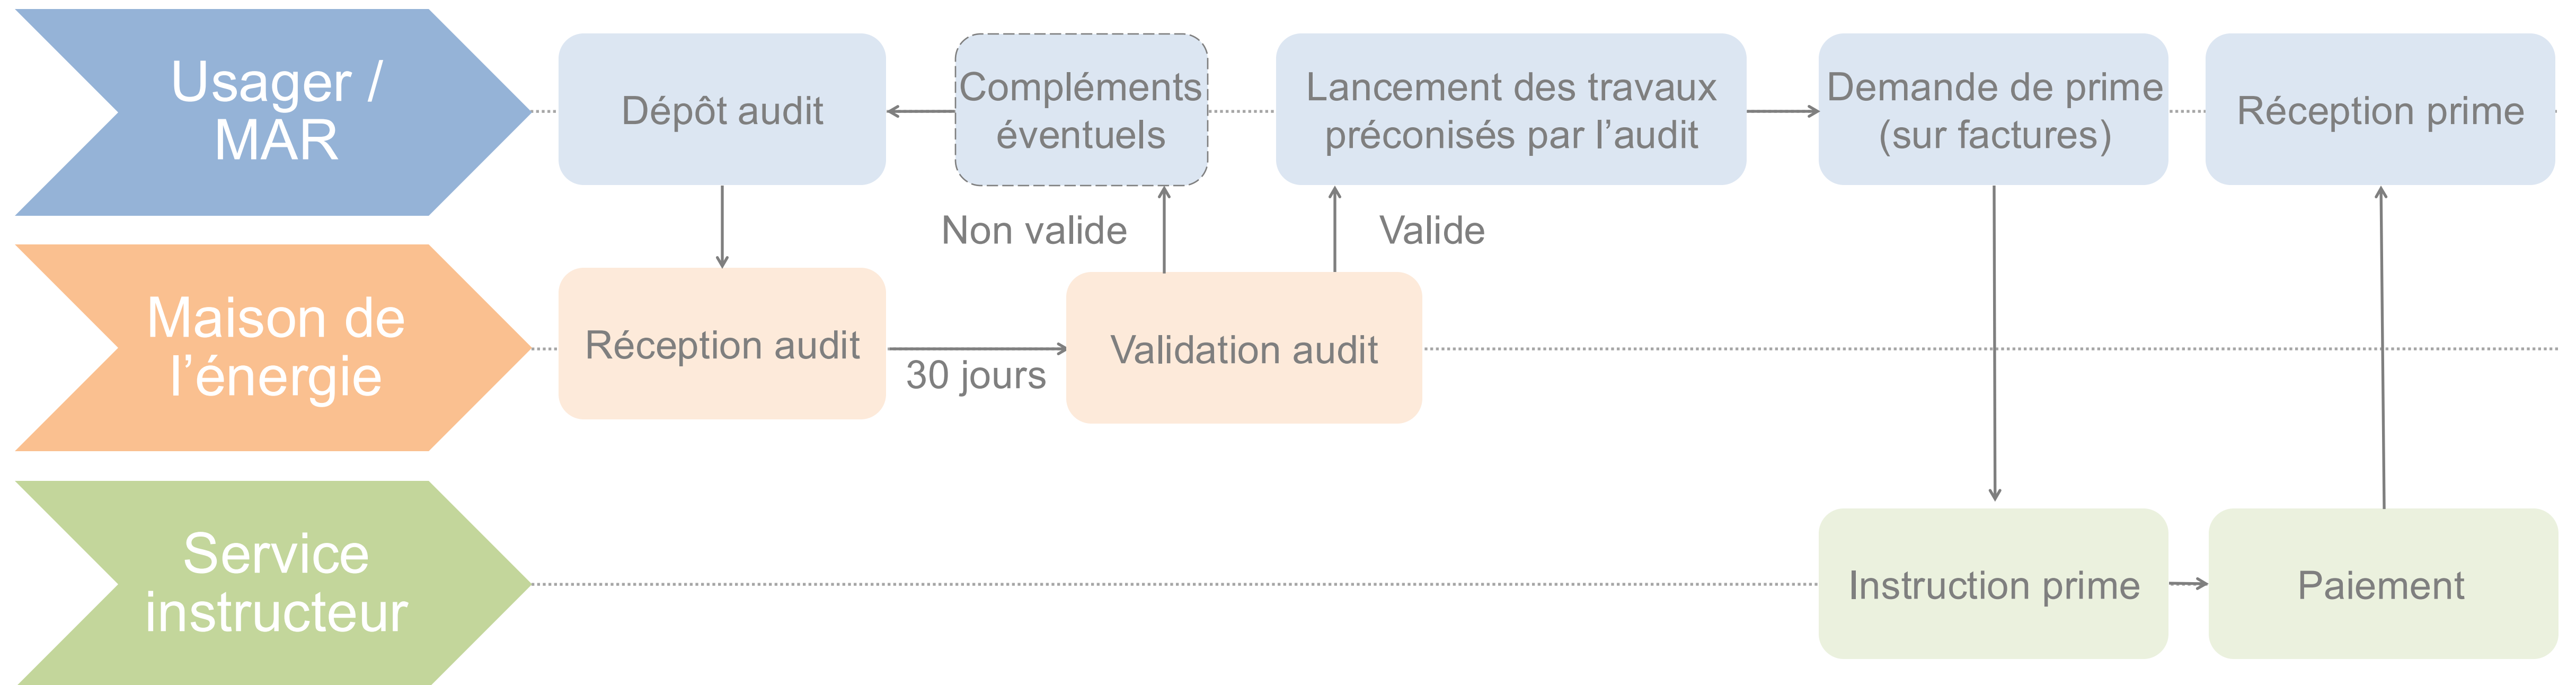 Usager /
MAR
Dépôt audit
Compléments
éventuels
Lancement des travaux
préconisés par l’audit
Demande de prime
(sur factures)
Réception prime
Non valide
Valide
Maison de
l’énergie
Réception audit
30 jours
Validation audit
Service
instructeur
Instruction prime
Paiement